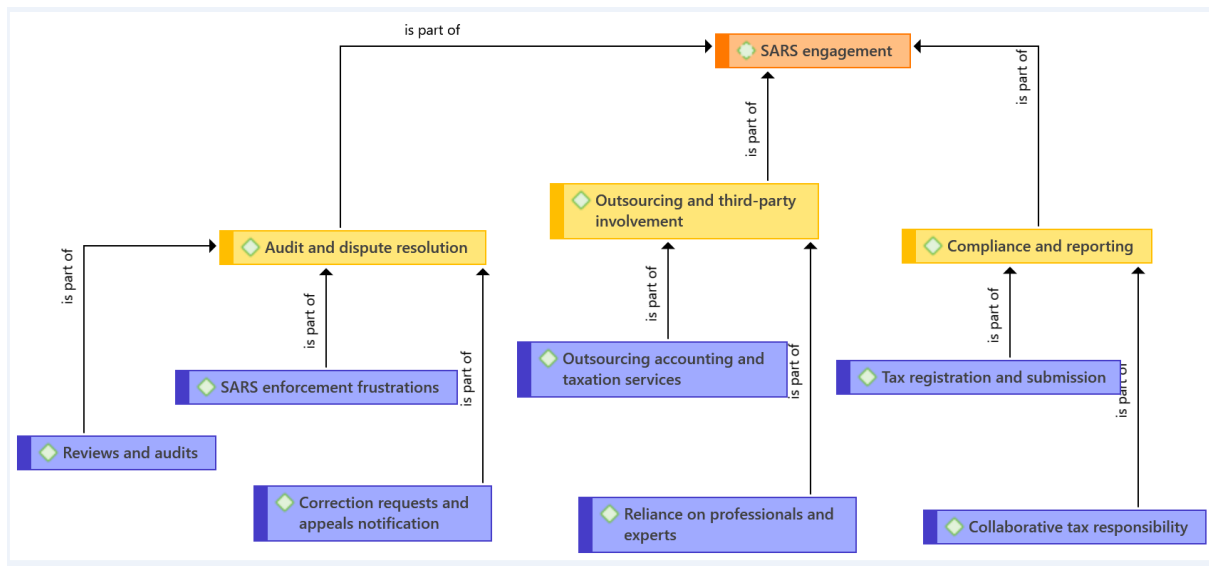 is part of
SARS engagement
is part of
is part of
Outsourcing and third-party
involvement
Audit and dispute resolution
Compliance and reporting
is part of
is part of
is part of
is part of
is part of
is part of
is part of
Outsourcing accounting and
taxation services
Tax registration and submission
SARS enforcement frustrations
Reviews and audits
Correction requests and
appeals notification
Reliance on professionals and
experts
Collaborative tax responsibility